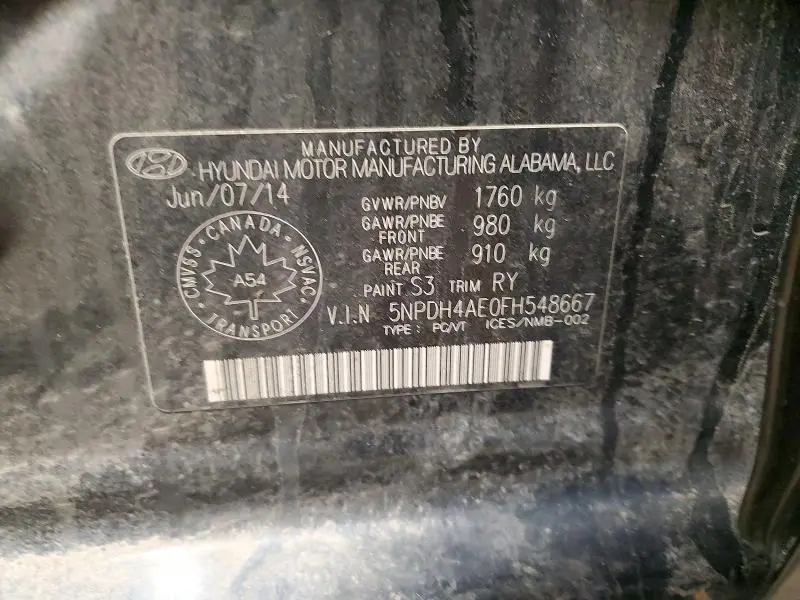 MANUFACTURED BY
HYUNDAI MOTOR MANUFACTURING ALABAMA, LLC
Jun/07/14
GVWR/PNBV 1760 kg
GAWR/PNBE FRONT 980 kg
GAWR/PNBE REAR 910 kg
CANADA
CMVSS · NSVAC
A54
TRANSPORT
PAINT S3 TRIM RY
V.I.N 5NPDH4AE0FH548667
TYPE: PC/VT ICES/NMB-002